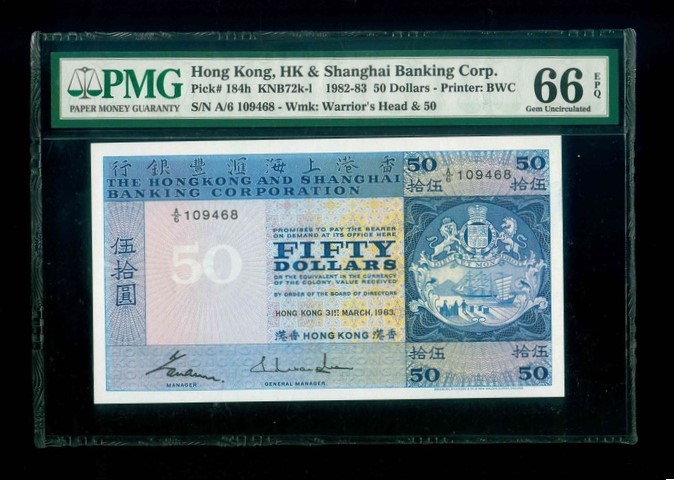 PMG
PAPER MONEY GUARANTY
Hong Kong, HK & Shanghai Banking Corp.
Pick# 184h KNB72k-l 1982-83 50 Dollars - Printer: BWC
S/N A/6 109468 - Wmk: Warrior's Head & 50
66 EPQ
Gem Uncirculated
行銀豐滙海上港香
THE HONGKONG AND SHANGHAI
BANKING CORPORATION
50 50
A/6 109468
拾伍 拾伍
A/6 109468
伍拾圓
50
PROMISES TO PAY THE BEARER
ON DEMAND AT ITS OFFICE HERE
FIFTY
DOLLARS
OR THE EQUIVALENT IN THE CURRENCY
OF THE COLONY, VALUE RECEIVED
BY ORDER OF THE BOARD OF DIRECTORS
HONG KONG 31ST MARCH, 1983.
港香 HONG KONG 港香
MANAGER.
GENERAL MANAGER.
拾伍 拾伍
50 50